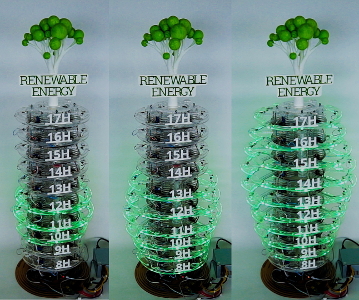 RENEWABLE
ENERGY
17H
16H
15H
14H
13H
12H
11H
10H
9H
8H
RENEWABLE
ENERGY
17H
16H
15H
14H
13H
12H
11H
10H
9H
8H
RENEWABLE
ENERGY
17H
16H
15H
14H
13H
12H
11H
10H
9H
8H